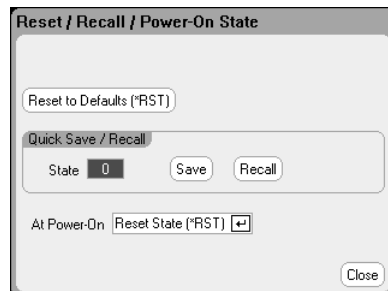 Reset / Recall / Power-On State
Reset to Defaults (*RST)
Quick Save / Recall
State 0 Save Recall
At Power-On Reset State (*RST)
Close